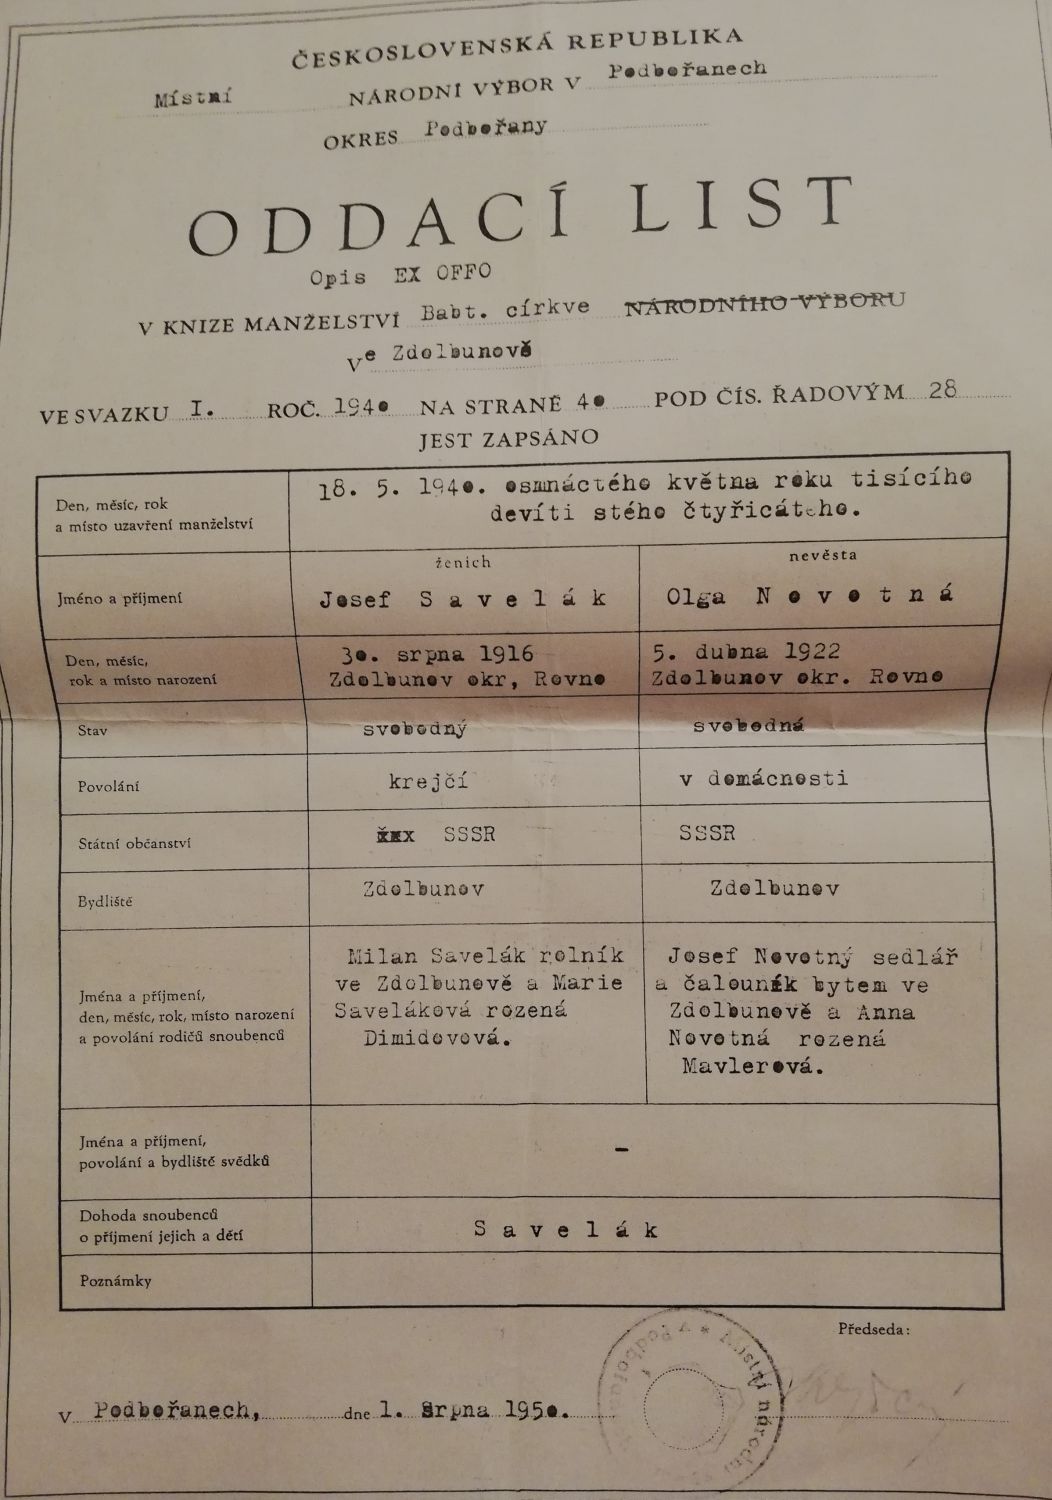 ČESKOSLOVENSKÁ REPUBLIKA
Místní NÁRODNÍ VÝBOR V Podbořanech
OKRES Podbořany
ODDACÍ LIST
Opis EX OFFO
V KNIZE MANŽELSTVÍ Babt. církve NÁRODNÍHO VÝBORU
Ve Zdolbunově
VE SVAZKU I. ROČ. 1940 NA STRANĚ 40 POD ČÍS. ŘADOVÝM 28
JEST ZAPSÁNO
Den, měsíc, rok
a místo uzavření manželství
18. 5. 1940. osmnáctého května roku tisícího
devíti stého čtyřicátého.
ženich nevěsta
Jméno a příjmení Josef Savelák Olga Novotná
Den, měsíc,
rok a místo narození
30. srpna 1916
Zdolbunov okr, Rovno
5. dubna 1922
Zdolbunov okr. Rovno
Stav svobodný svobodná
Povolání krejčí v domácnosti
Státní občanství SSSR SSSR
Bydliště Zdolbunov Zdolbunov
Jména a příjmení,
den, měsíc, rok, místo narození
a povolání rodičů snoubenců
Milan Savelák rolník
ve Zdolbunově a Marie
Saveláková rozená
Dimidovová.
Josef Novotný sedlář
a čalouník bytem ve
Zdolbunově a Anna
Novotná rozená
Mavlerová.
Jména a příjmení,
povolání a bydliště svědků
–
Dohoda snoubenců
o příjmení jejich a dětí
Savelák
Poznámky
Předseda:
v Podbořanech, dne 1. srpna 1950.
Místní národní